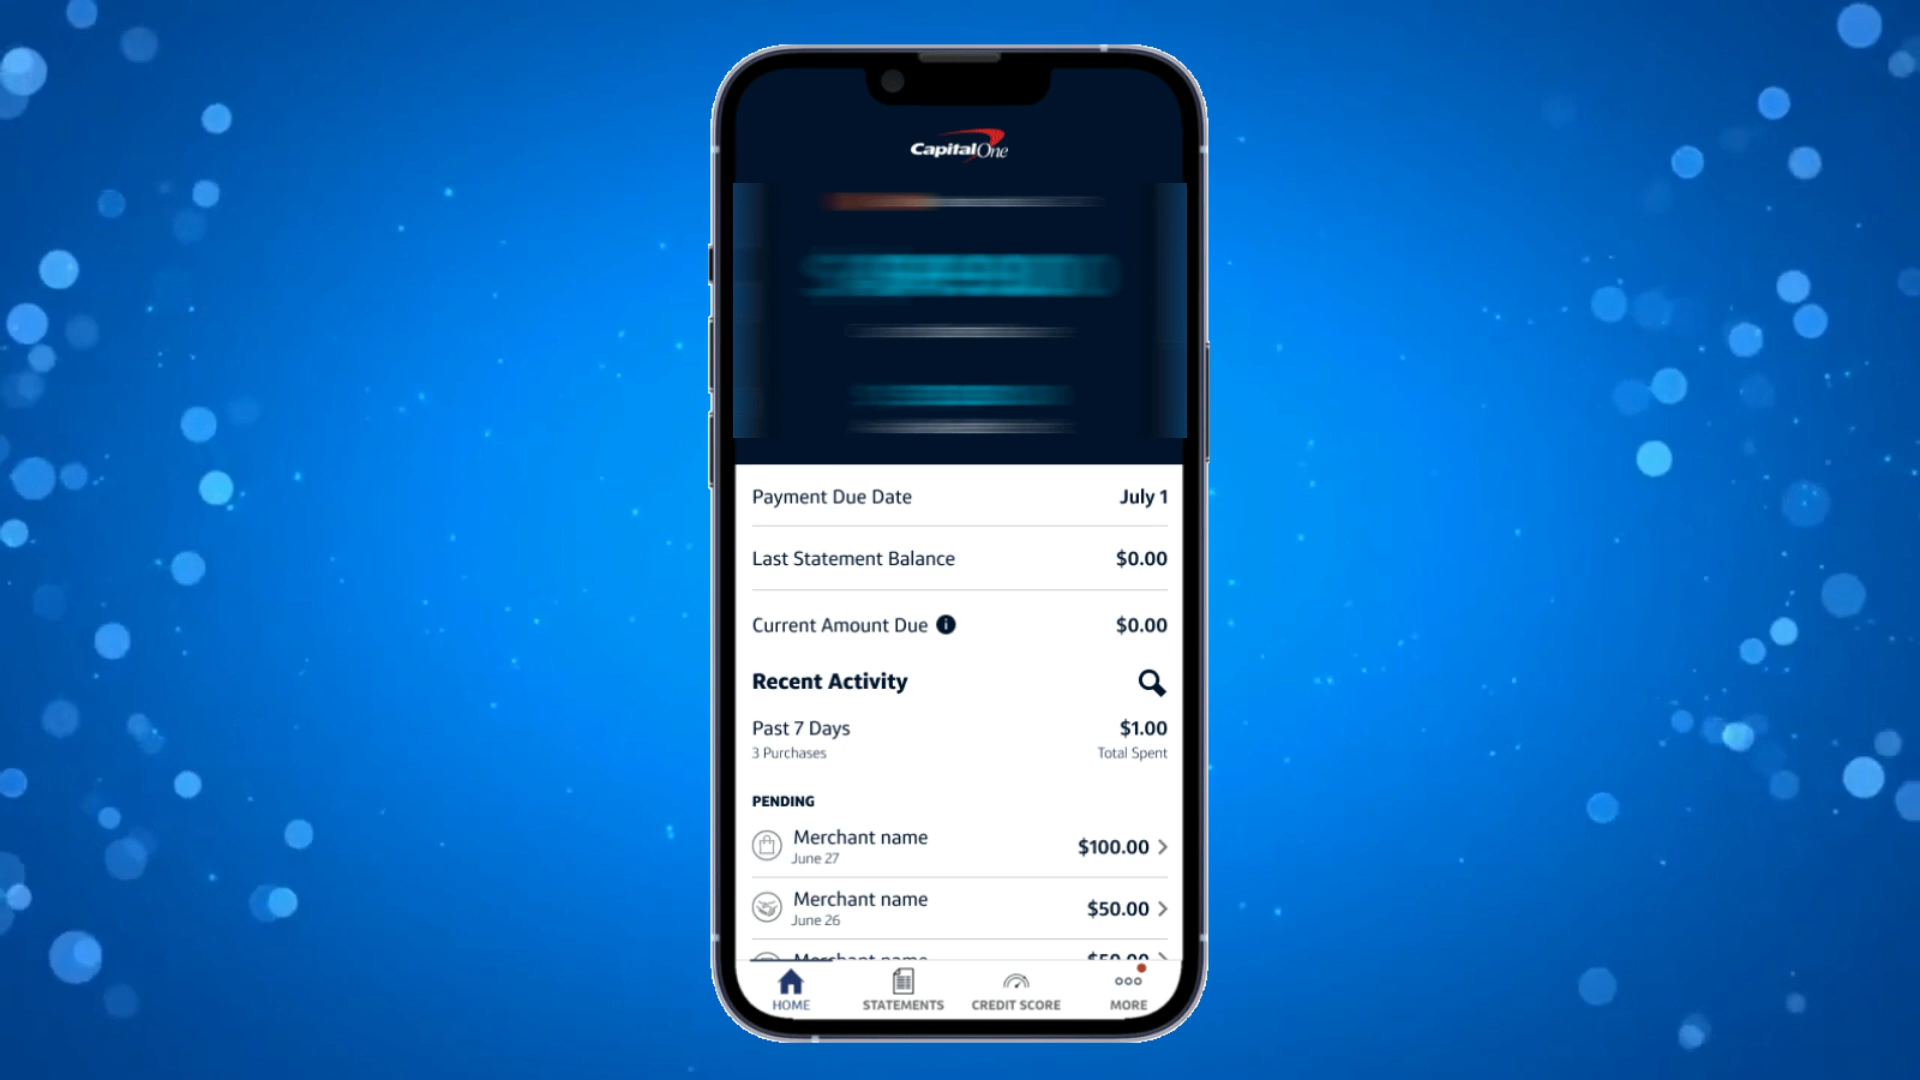 CapitalOne
Payment Due Date July 1
Last Statement Balance $0.00
Current Amount Due $0.00
Recent Activity
Past 7 Days $1.00
3 Purchases Total Spent
PENDING
Merchant name $100.00
June 27
Merchant name $50.00
June 26
Merchant name $50.00
HOME STATEMENTS CREDIT SCORE MORE